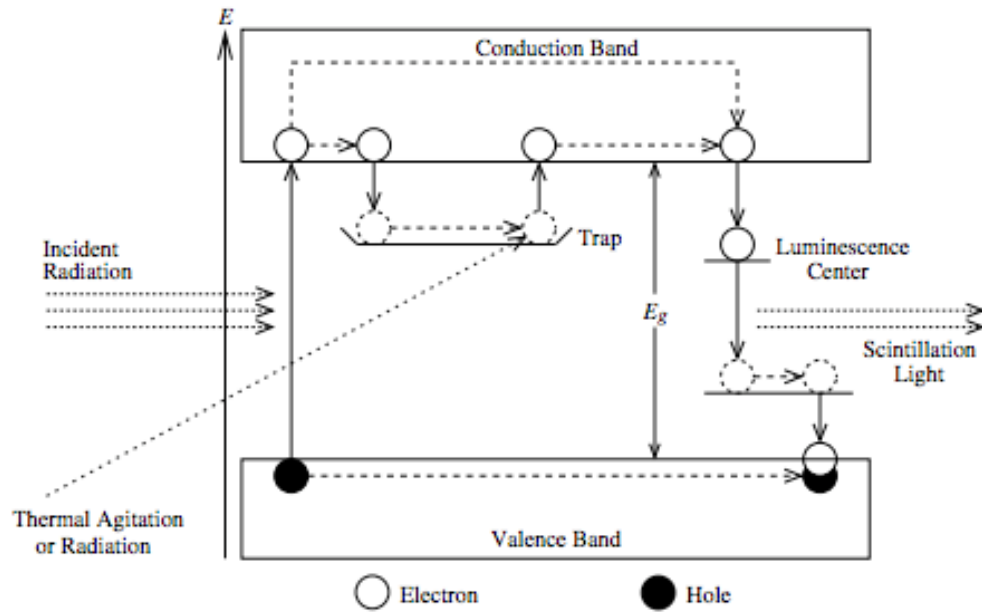 E
Conduction Band
Trap
Incident
Radiation
Luminescence
Center
E_g
Scintillation
Light
Thermal Agitation
or Radiation
Valence Band
Electron
Hole